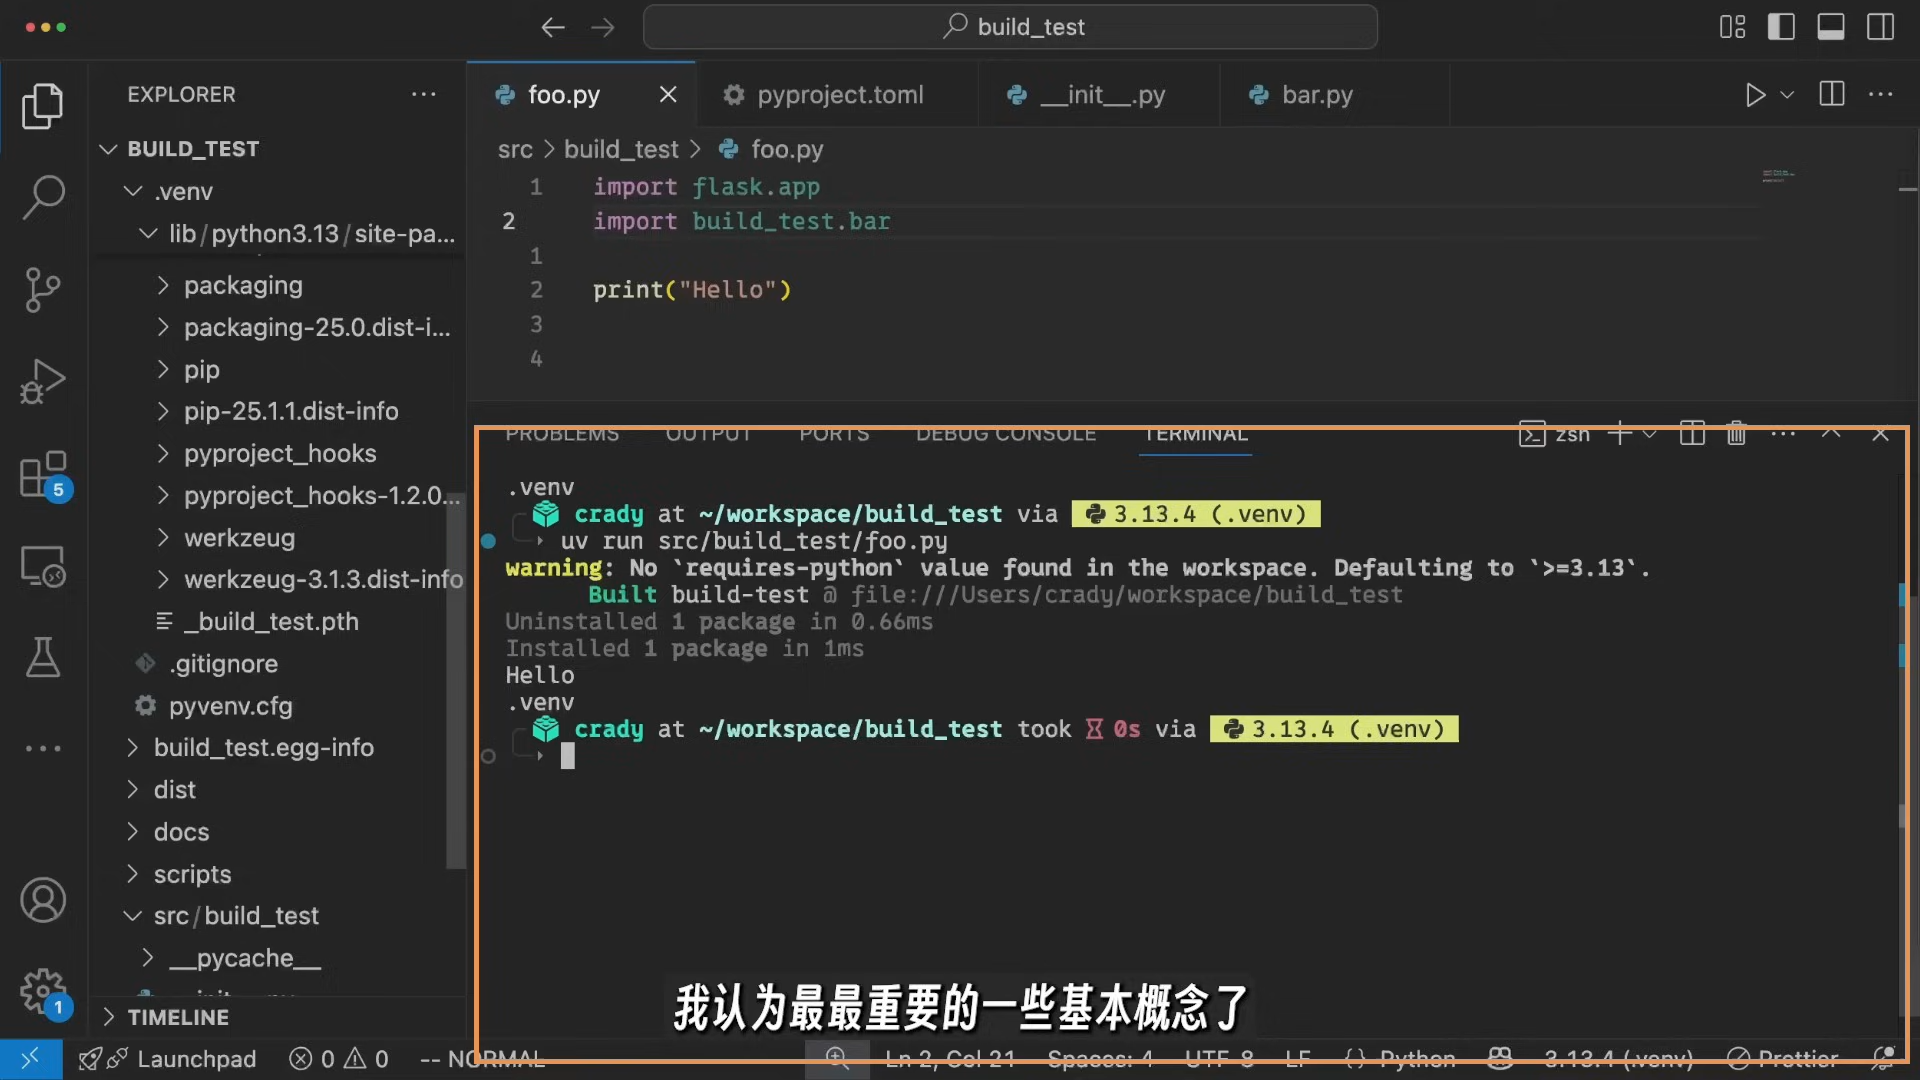 build_test
EXPLORER
BUILD_TEST
.venv
lib/python3.13/site-pa...
packaging
packaging-25.0.dist-i...
pip
pip-25.1.1.dist-info
pyproject_hooks
pyproject_hooks-1.2.0...
werkzeug
werkzeug-3.1.3.dist-info
_build_test.pth
.gitignore
pyvenv.cfg
build_test.egg-info
dist
docs
scripts
src/build_test
__pycache__
TIMELINE
5
1
foo.py
pyproject.toml
__init__.py
bar.py
src > build_test > foo.py
1 import flask.app
2 import build_test.bar
1
2 print("Hello")
3
4
PROBLEMS OUTPUT PORTS DEBUG CONSOLE TERMINAL zsh
.venv
crady at ~/workspace/build_test via 3.13.4 (.venv)
uv run src/build_test/foo.py
warning: No `requires-python` value found in the workspace. Defaulting to `>=3.13`.
Built build-test @ file:///Users/crady/workspace/build_test
Uninstalled 1 package in 0.66ms
Installed 1 package in 1ms
Hello
.venv
crady at ~/workspace/build_test took 0s via 3.13.4 (.venv)
我认为最最重要的一些基本概念了
Launchpad 0 0 -- NORMAL Ln 2, Col 21 Spaces: 4 UTF-8 LF {} Python 3.13.4 (.venv) Prettier